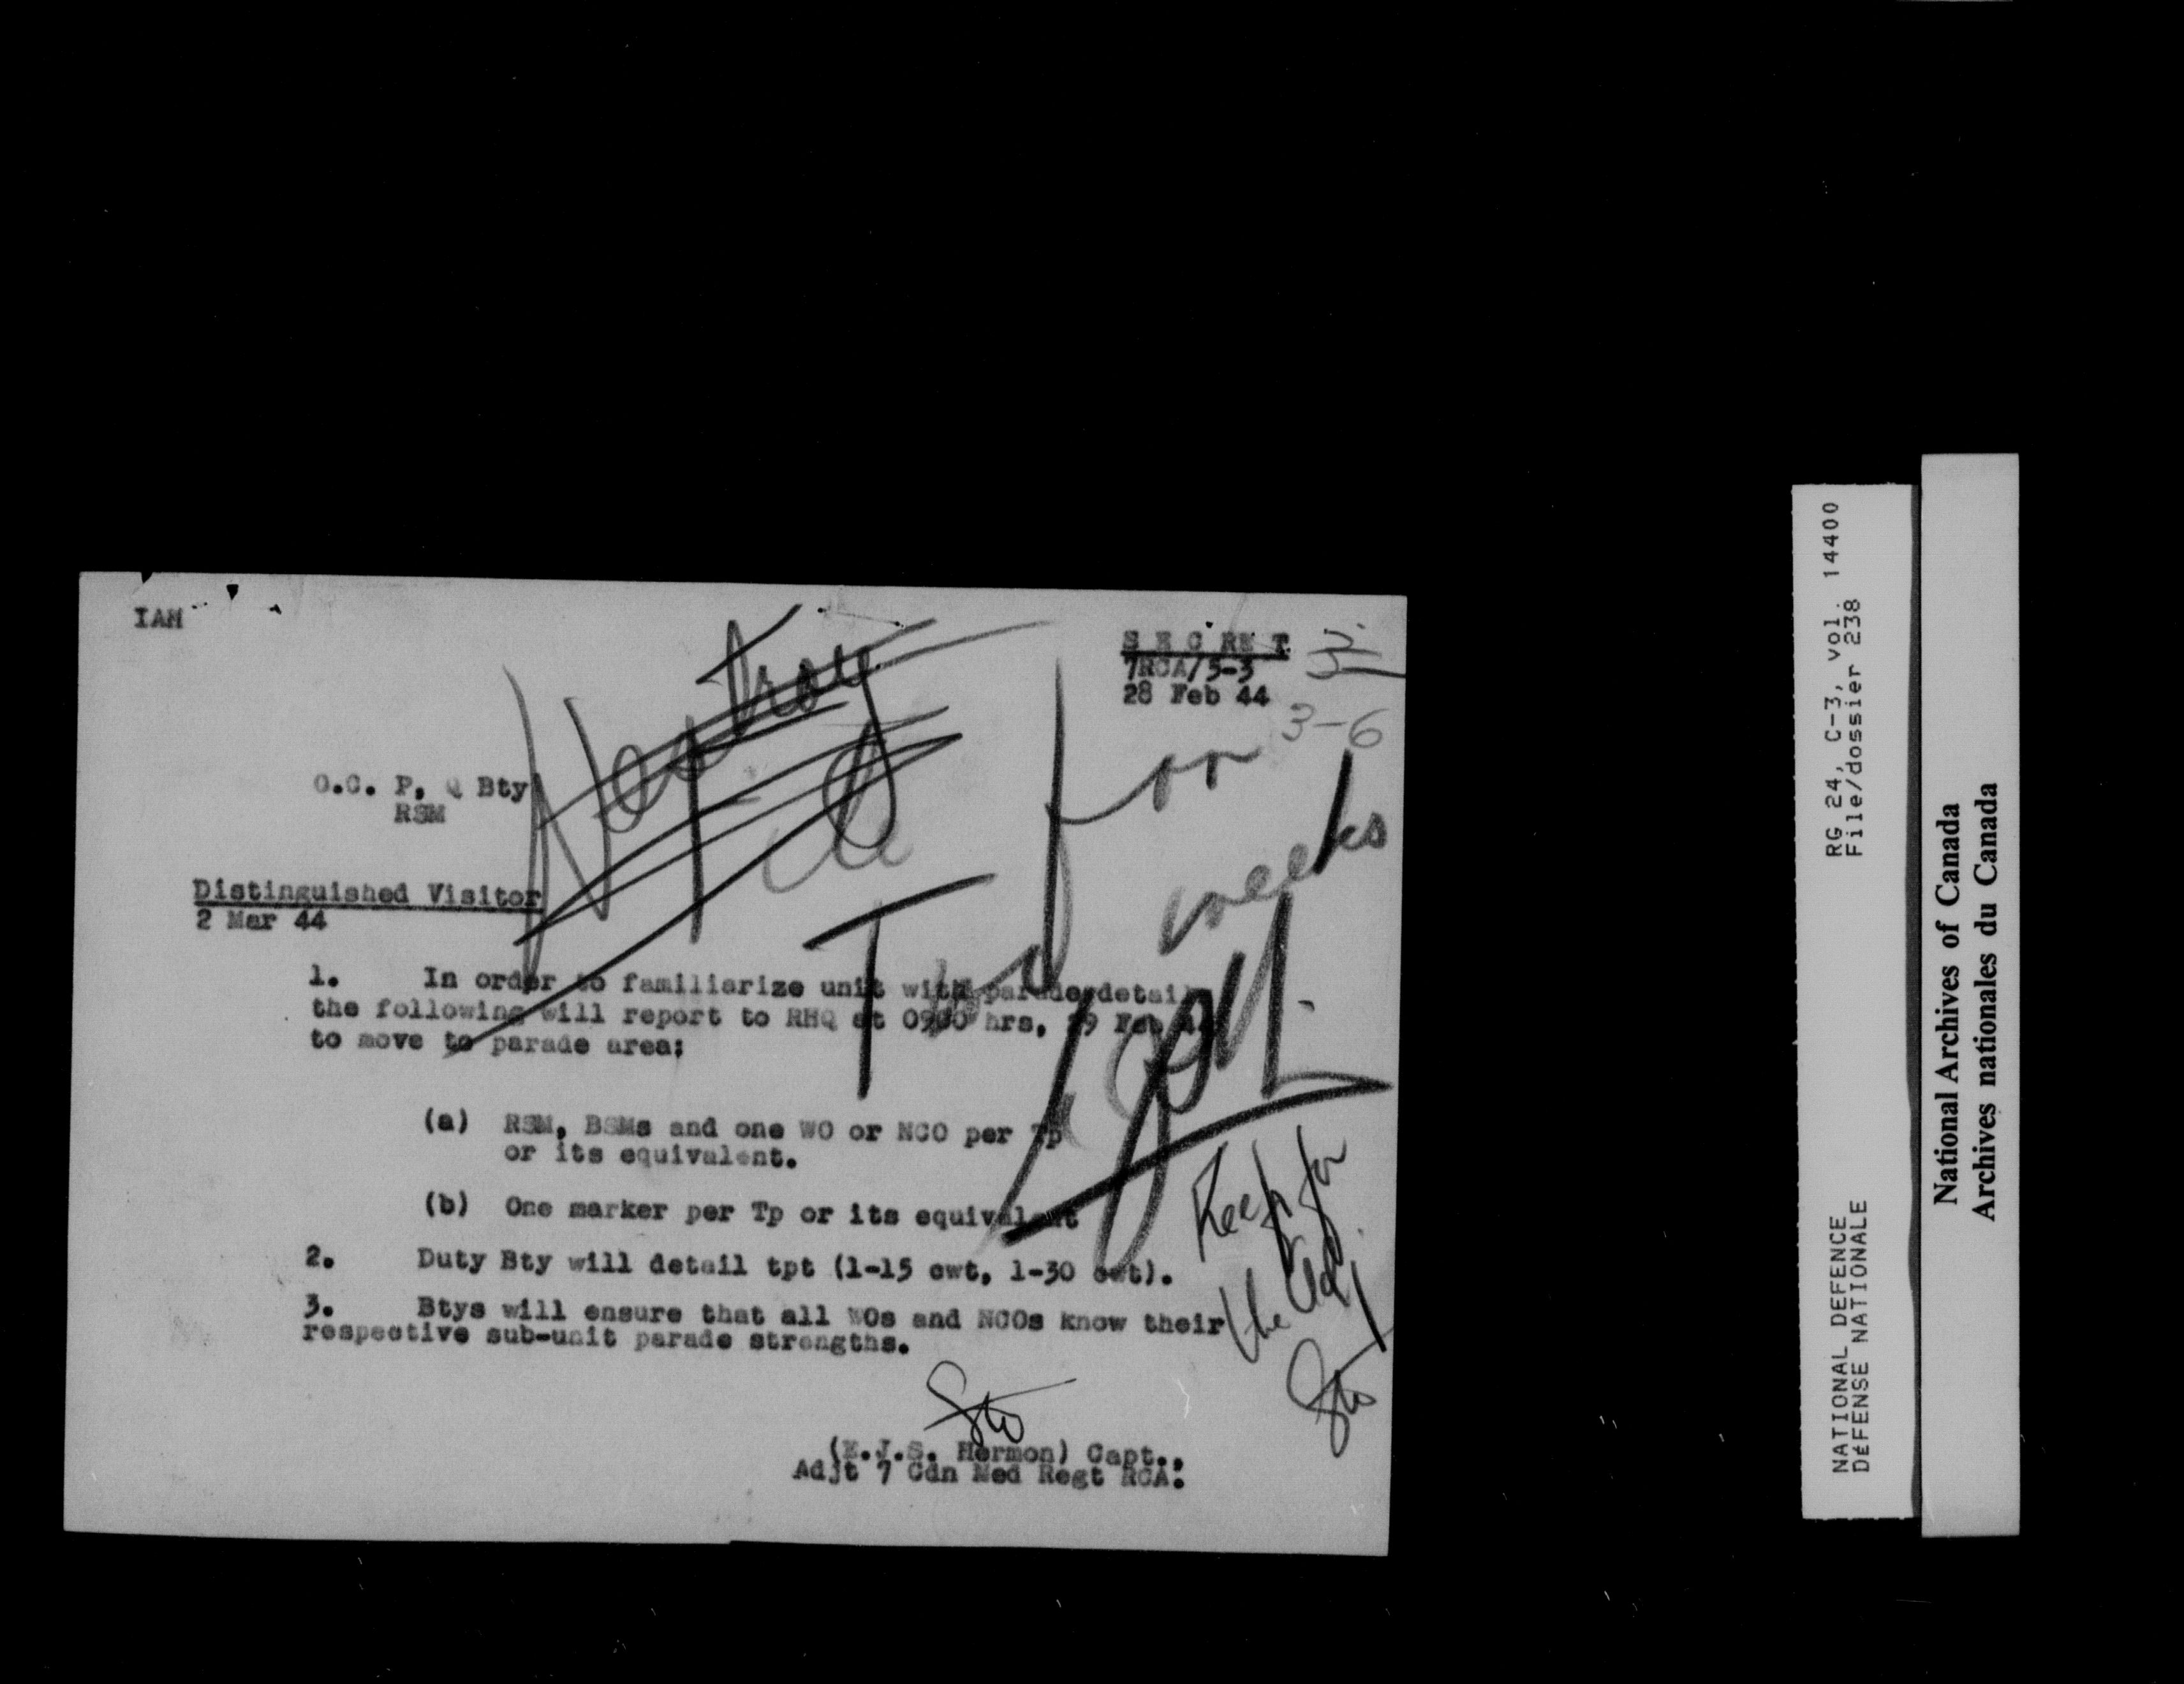 IAM
S E C RE T
7RCA/5-3
28 Feb 44
3-6
O.C. P, Q Bty
RSM
Distinguished Visitor
2 Mar 44
1. In order to familiarize unit with parade detail
the following will report to RHQ at 0900 hrs, 29 Feb 44
to move to parade area:
(a) RSM, BSMs and one WO or NCO per Tp
or its equivalent.
(b) One marker per Tp or its equivalent
2. Duty Bty will detail tpt (1-15 cwt, 1-30 cwt).
3. Btys will ensure that all WOs and NCOs know their
respective sub-unit parade strengths.
(E.J.S. Hermon) Capt.,
Adjt 7 Cdn Med Regt RCA.
weeks
Keep for
the Adj
RG 24, C-3, vol. 14400
File/dossier 238
NATIONAL DEFENCE
DÉFENSE NATIONALE
National Archives of Canada
Archives nationales du Canada